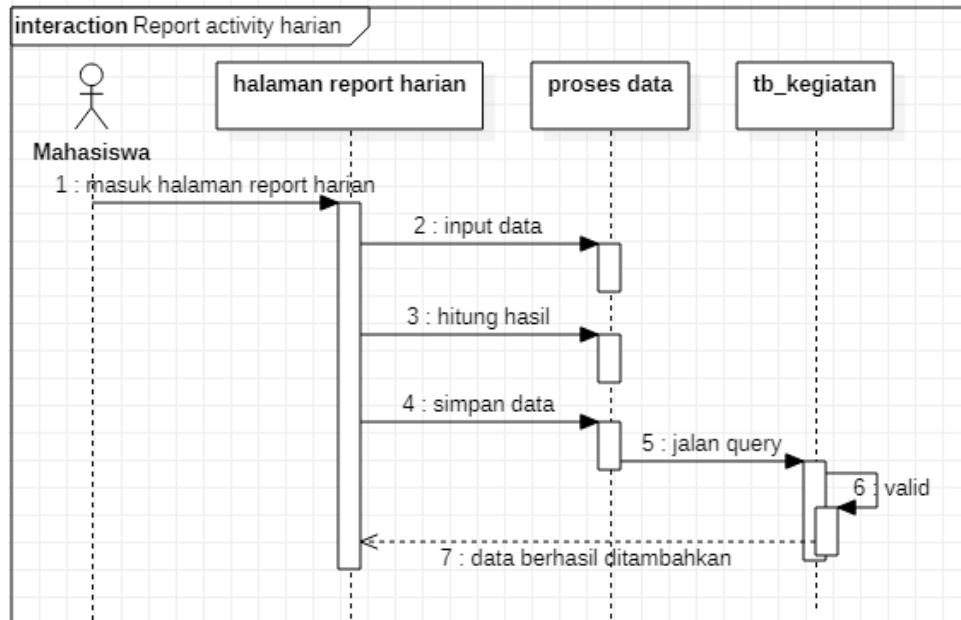 interaction Report activity harian
halaman report harian
proses data
tb_kegiatan
Mahasiswa
1 : masuk halaman report harian
2 : input data
3 : hitung hasil
4 : simpan data
5 : jalan query
6 : valid
7 : data berhasil ditambahkan